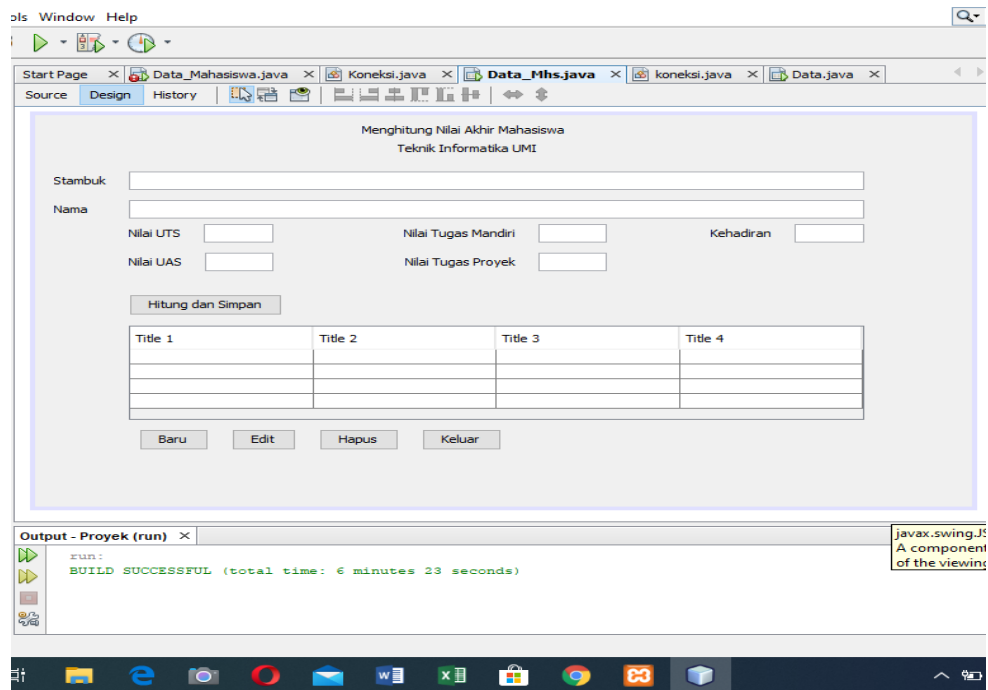 ols Window Help
Start Page Data_Mahasiswa.java Koneksi.java Data_Mhs.java koneksi.java Data.java
Source Design History
Menghitung Nilai Akhir Mahasiswa
Teknik Informatika UMI
Stambuk
Nama
Nilai UTS Nilai Tugas Mandiri Kehadiran
Nilai UAS Nilai Tugas Proyek
Hitung dan Simpan
Title 1 Title 2 Title 3 Title 4
Baru Edit Hapus Keluar
Output - Proyek (run)
javax.swing.JS
A component
of the viewing
run:
BUILD SUCCESSFUL (total time: 6 minutes 23 seconds)